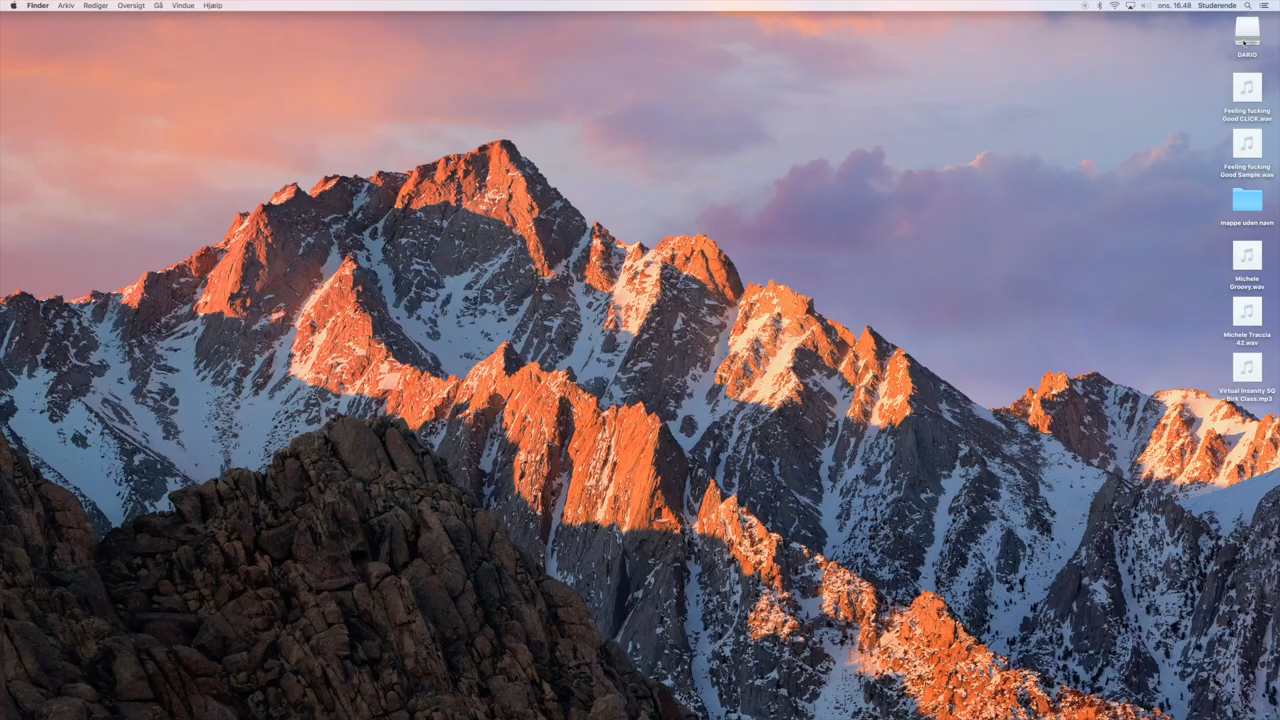 Finder Arkiv Rediger Oversigt Gå Vindue Hjælp ons. 16.48 Studerende
DARIO
Feeling fucking
Good CLICK.wav
Feeling fucking
Good Sample.wav
mappe uden navn
Michele
Groovy.wav
Michele Traccia
42.wav
Virtual Insanity SQ
- Birk Class.mp3